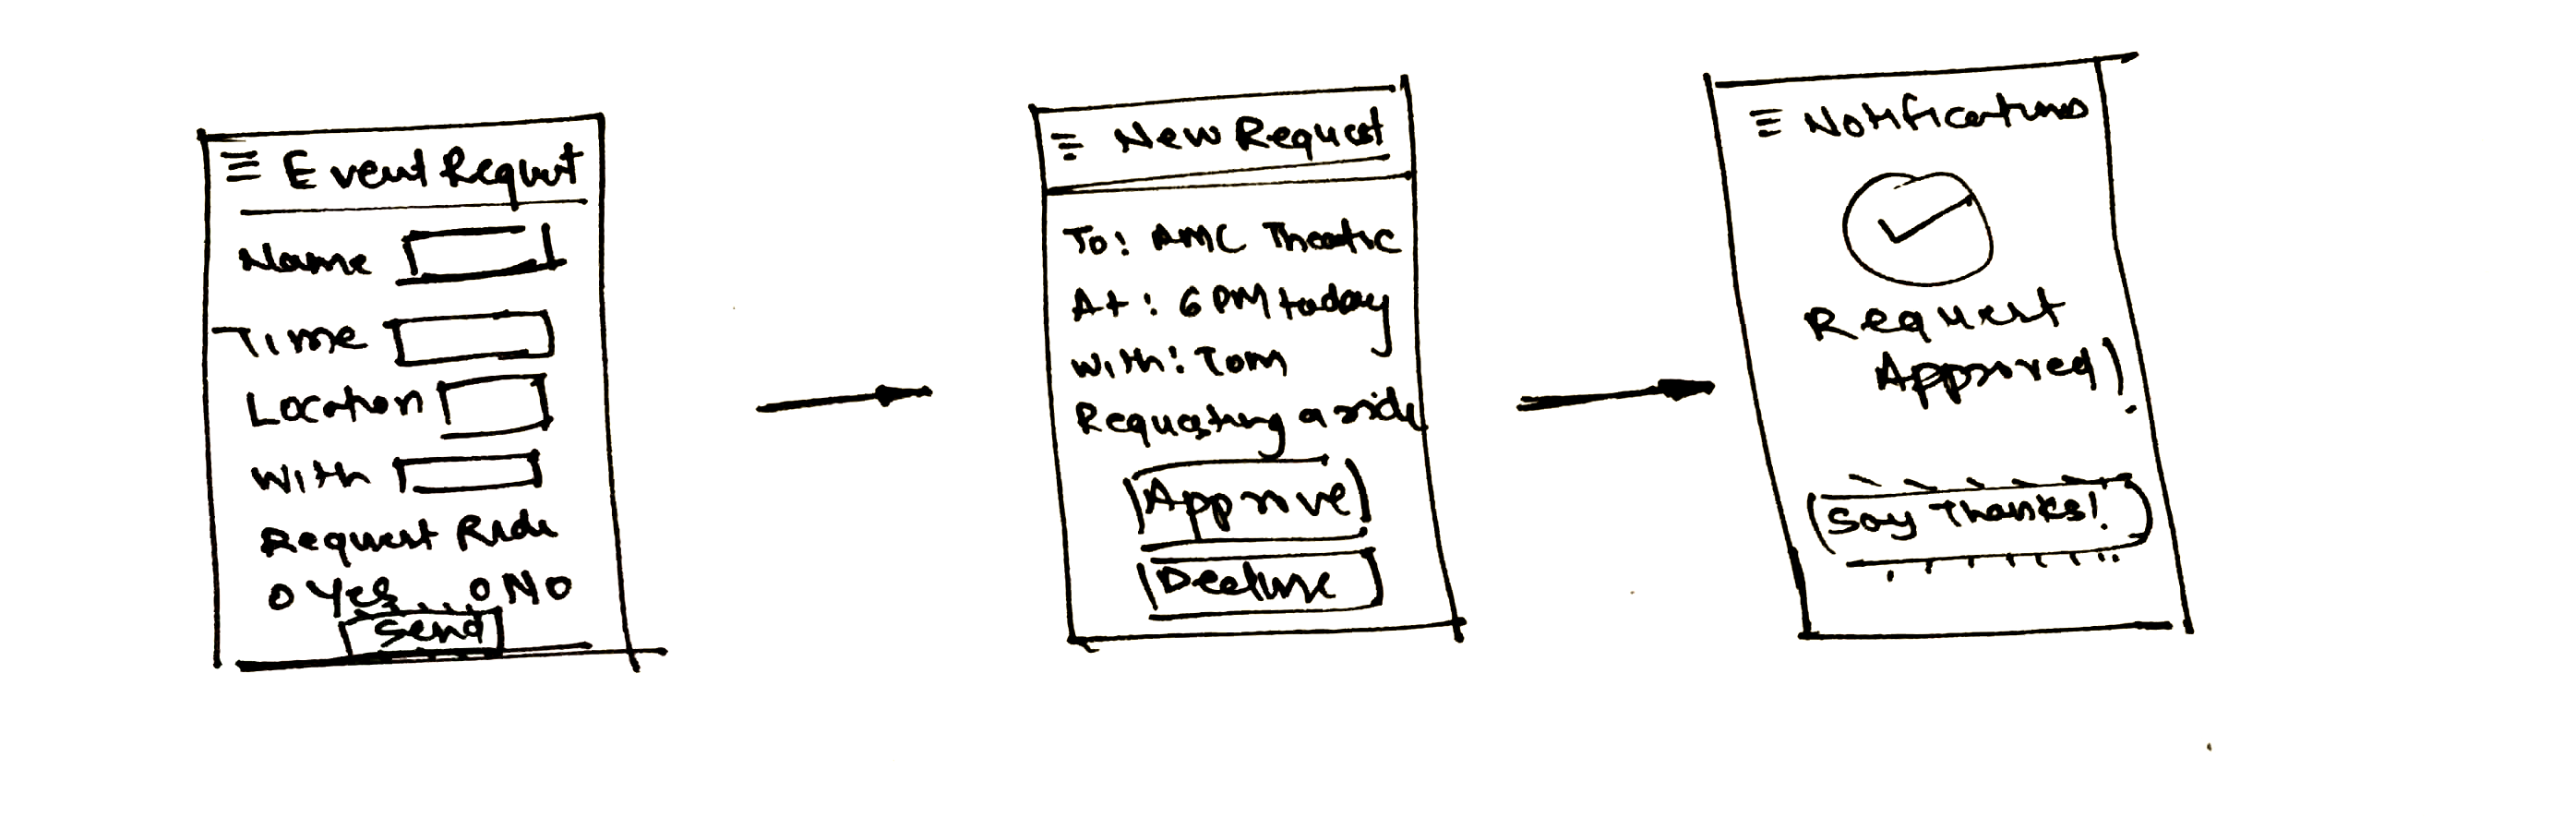 Event Request
Name
Time
Location
With
Request Ride
Yes No
Send
New Request
To: AMC Theatre
At: 6 PM today
With: Tom
Requesting a ride
Approve
Decline
Notifications
Request
Approved!
Say Thanks!